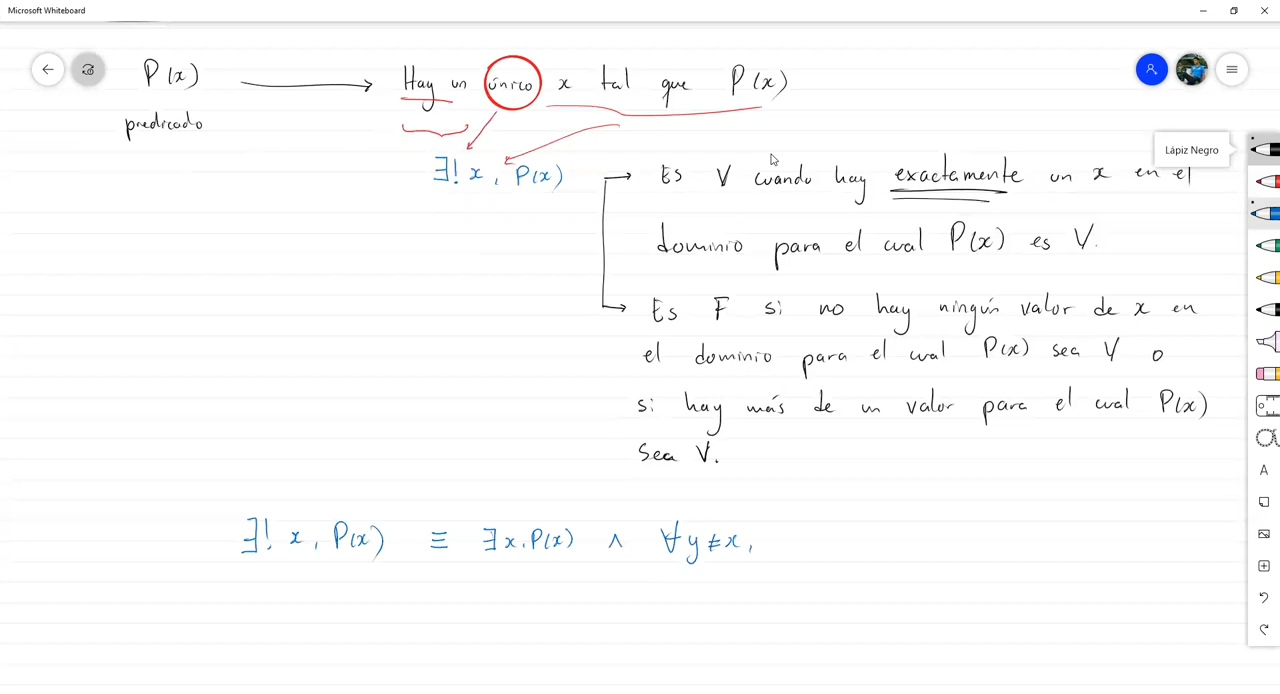 Microsoft Whiteboard
P(x) → Hay un único x tal que P(x)
predicado
Lápiz Negro
∃! x, P(x)
Es V cuando hay exactamente un x en el
dominio para el cual P(x) es V.
Es F si no hay ningún valor de x en
el dominio para el cual P(x) sea V o
si hay más de un valor para el cual P(x)
sea V.
∃! x, P(x) ≡ ∃x, P(x) ∧ ∀y≠x,